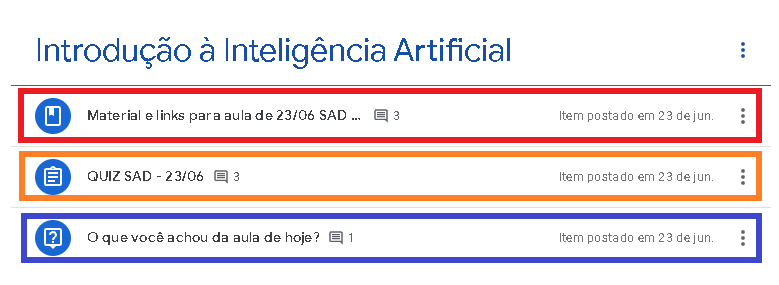 Introdução à Inteligência Artificial
Material e links para aula de 23/06 SAD ... 3 Item postado em 23 de jun.
QUIZ SAD - 23/06 3 Item postado em 23 de jun.
O que você achou da aula de hoje? 1 Item postado em 23 de jun.